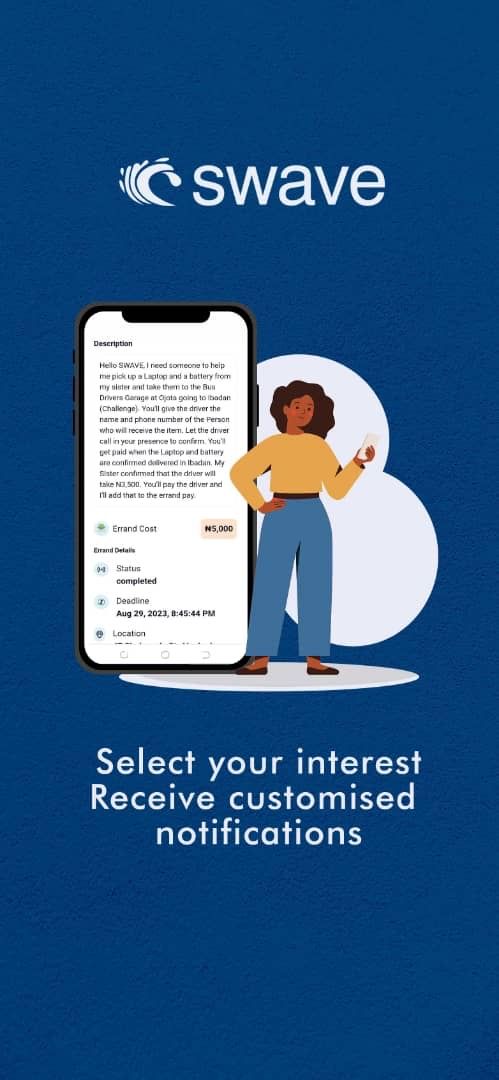 swave
Description
Hello SWAVE, I need someone to help
me pick up a Laptop and a battery from
my sister and take them to the Bus
Drivers Garage at Ojota going to Ibadan
(Challenge). You'll give the driver the
name and phone number of the Person
who will receive the item. Let the driver
call in your presence to confirm. You'll
get paid when the Laptop and battery
are confirmed delivered in Ibadan. My
Sister confirmed that the driver will
take N3,500. You'll pay the driver and
I'll add that to the errand pay.
Errand Cost ₦5,000
Errand Details
Status
completed
Deadline
Aug 29, 2023, 8:45:44 PM
Location
Select your interest
Receive customised
notifications